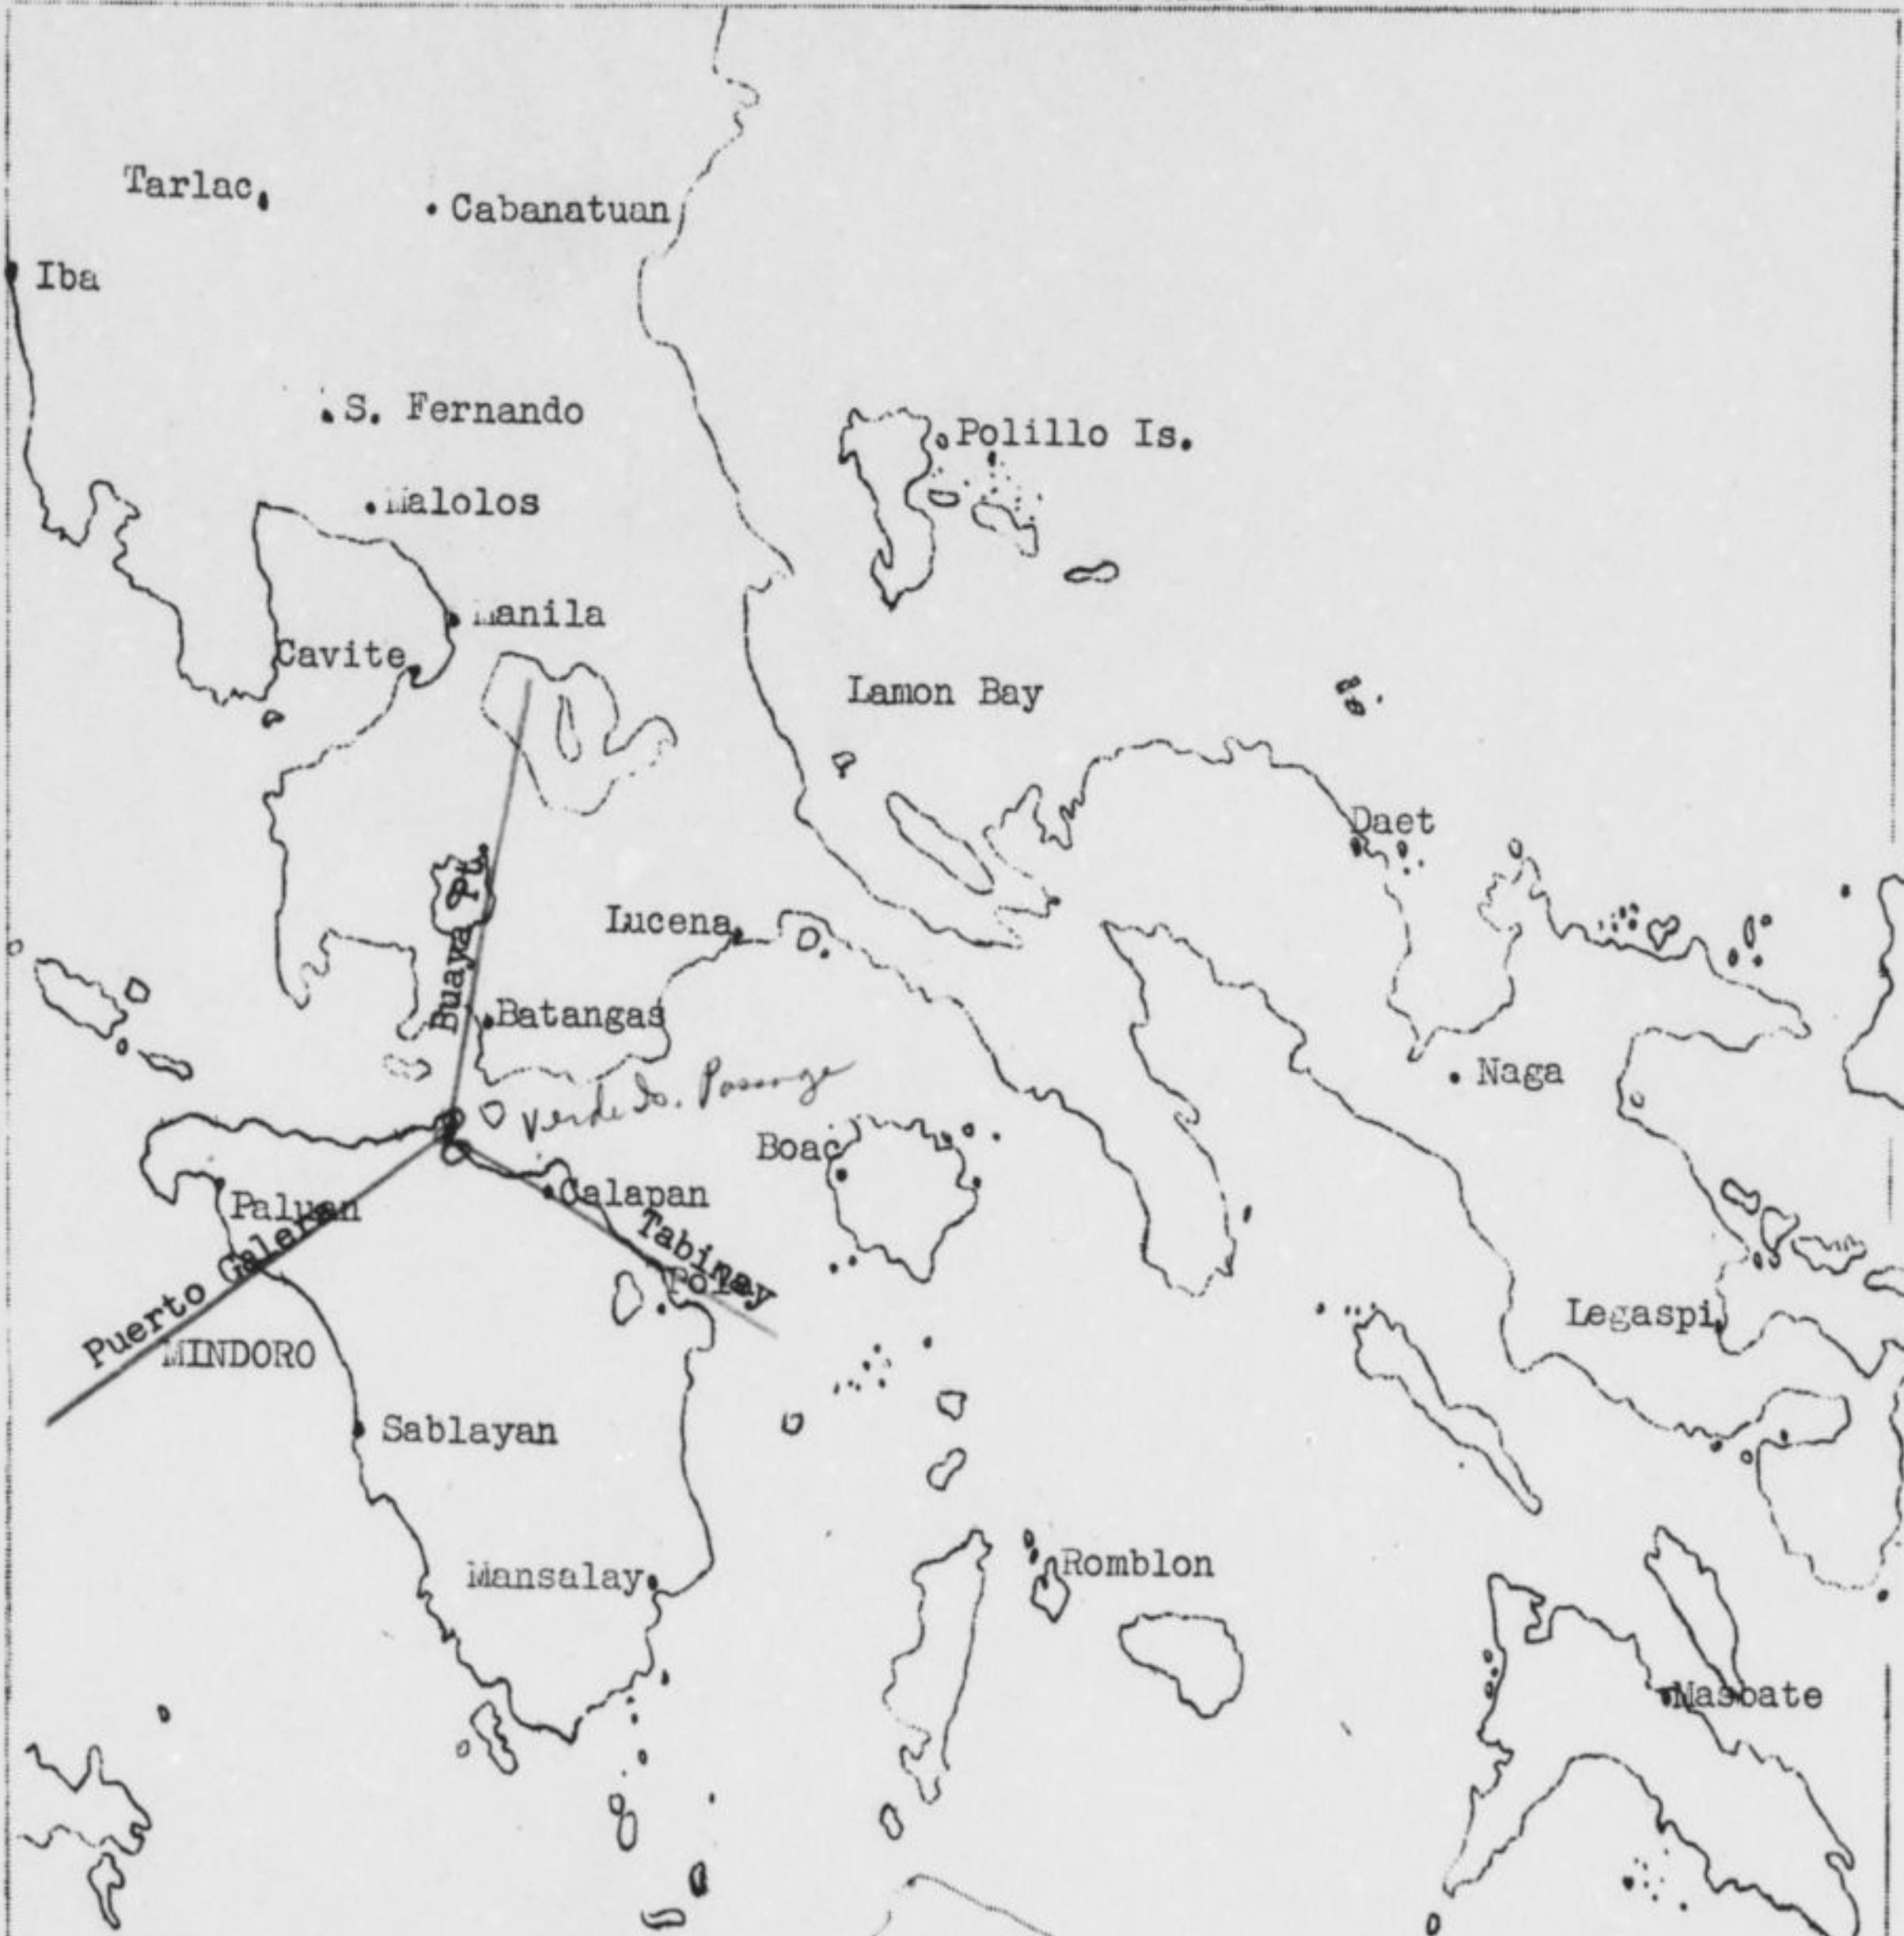 Tarlac
Cabanatuan
Iba
S. Fernando
Polillo Is.
Malolos
Manila
Cavite
Lamon Bay
Daet
Buaya Pt.
Lucena
Batangas
Naga
Verde Is. Passage
Boac
Calapan
Paluan
Puerto Galera
Tabinay
Pola
Legaspi
MINDORO
Sablayan
Mansalay
Romblon
Masbate